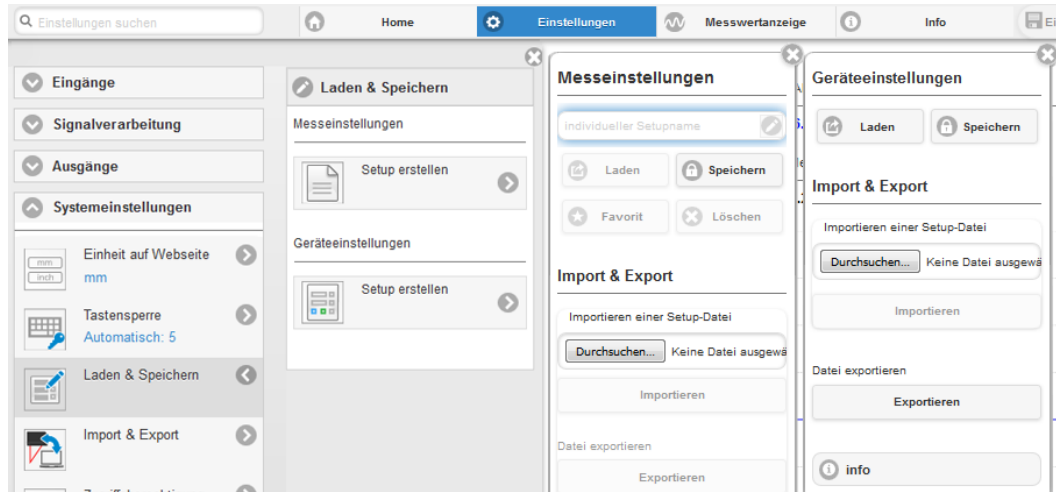 Einstellungen suchen
Home
Einstellungen
Messwertanzeige
Info
Eingänge
Signalverarbeitung
Ausgänge
Systemeinstellungen
mm
inch
Einheit auf Webseite
mm
Tastensperre
Automatisch: 5
Laden & Speichern
Import & Export
Laden & Speichern
Messeinstellungen
Setup erstellen
Geräteeinstellungen
Setup erstellen
Messeinstellungen
individueller Setupname
Laden
Speichern
Favorit
Löschen
Import & Export
Importieren einer Setup-Datei
Durchsuchen... Keine Datei ausgewä
Importieren
Datei exportieren
Exportieren
Geräteeinstellungen
Laden
Speichern
Import & Export
Importieren einer Setup-Datei
Durchsuchen... Keine Datei ausgewä
Importieren
Datei exportieren
Exportieren
info